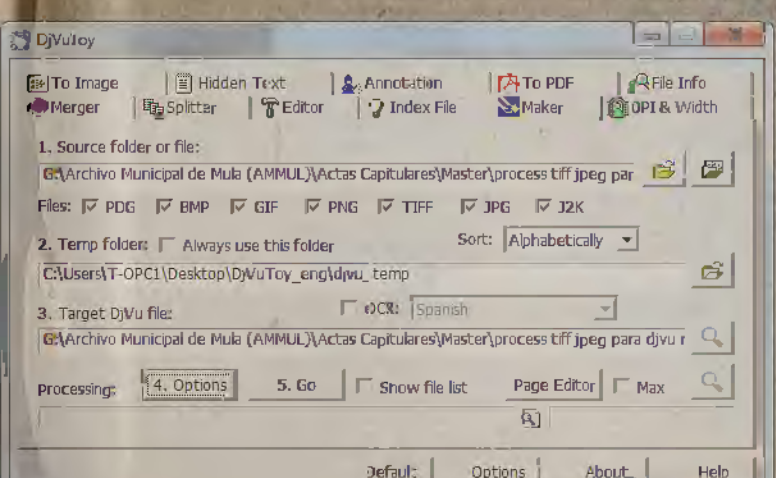 DjVuToy
To Image Hidden Text Annotation To PDF File Info
Merger Splitter Editor Index File Maker DPI & Width
1. Source folder or file:
G:\Archivo Municipal de Mula (AMMUL)\Actas Capitulares\Master\process tiff jpeg par
Files: PDG BMP GIF PNG TIFF JPG J2K
2. Temp folder: Always use this folder Sort: Alphabetically
C:\Users\T-OPC1\Desktop\DjVuToy_eng\djvu_temp
3. Target DjVu file: OCR: Spanish
G:\Archivo Municipal de Mula (AMMUL)\Actas Capitulares\Master\process tiff jpeg para djvu r
Processing: 4. Options 5. Go Show file list Page Editor Max
Default Options About Help